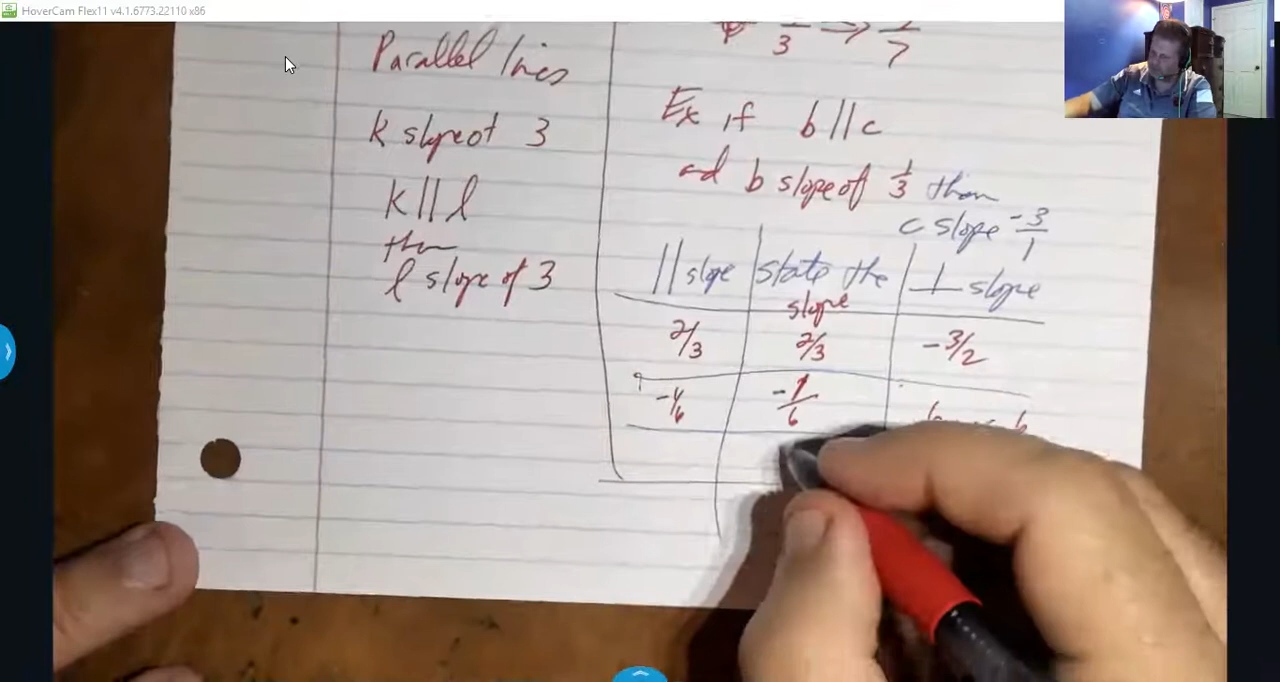 HoverCam Flex11 v4.1.6773.22110 x86
Parallel lines
k slope of 3
k || l
then
l slope of 3
3 → 7
Ex if b || c
and b slope of 1/3 then
c slope -3/1
|| slope | state the slope | ⊥ slope
2/3 | 2/3 | -3/2
-1/6 | -1/6